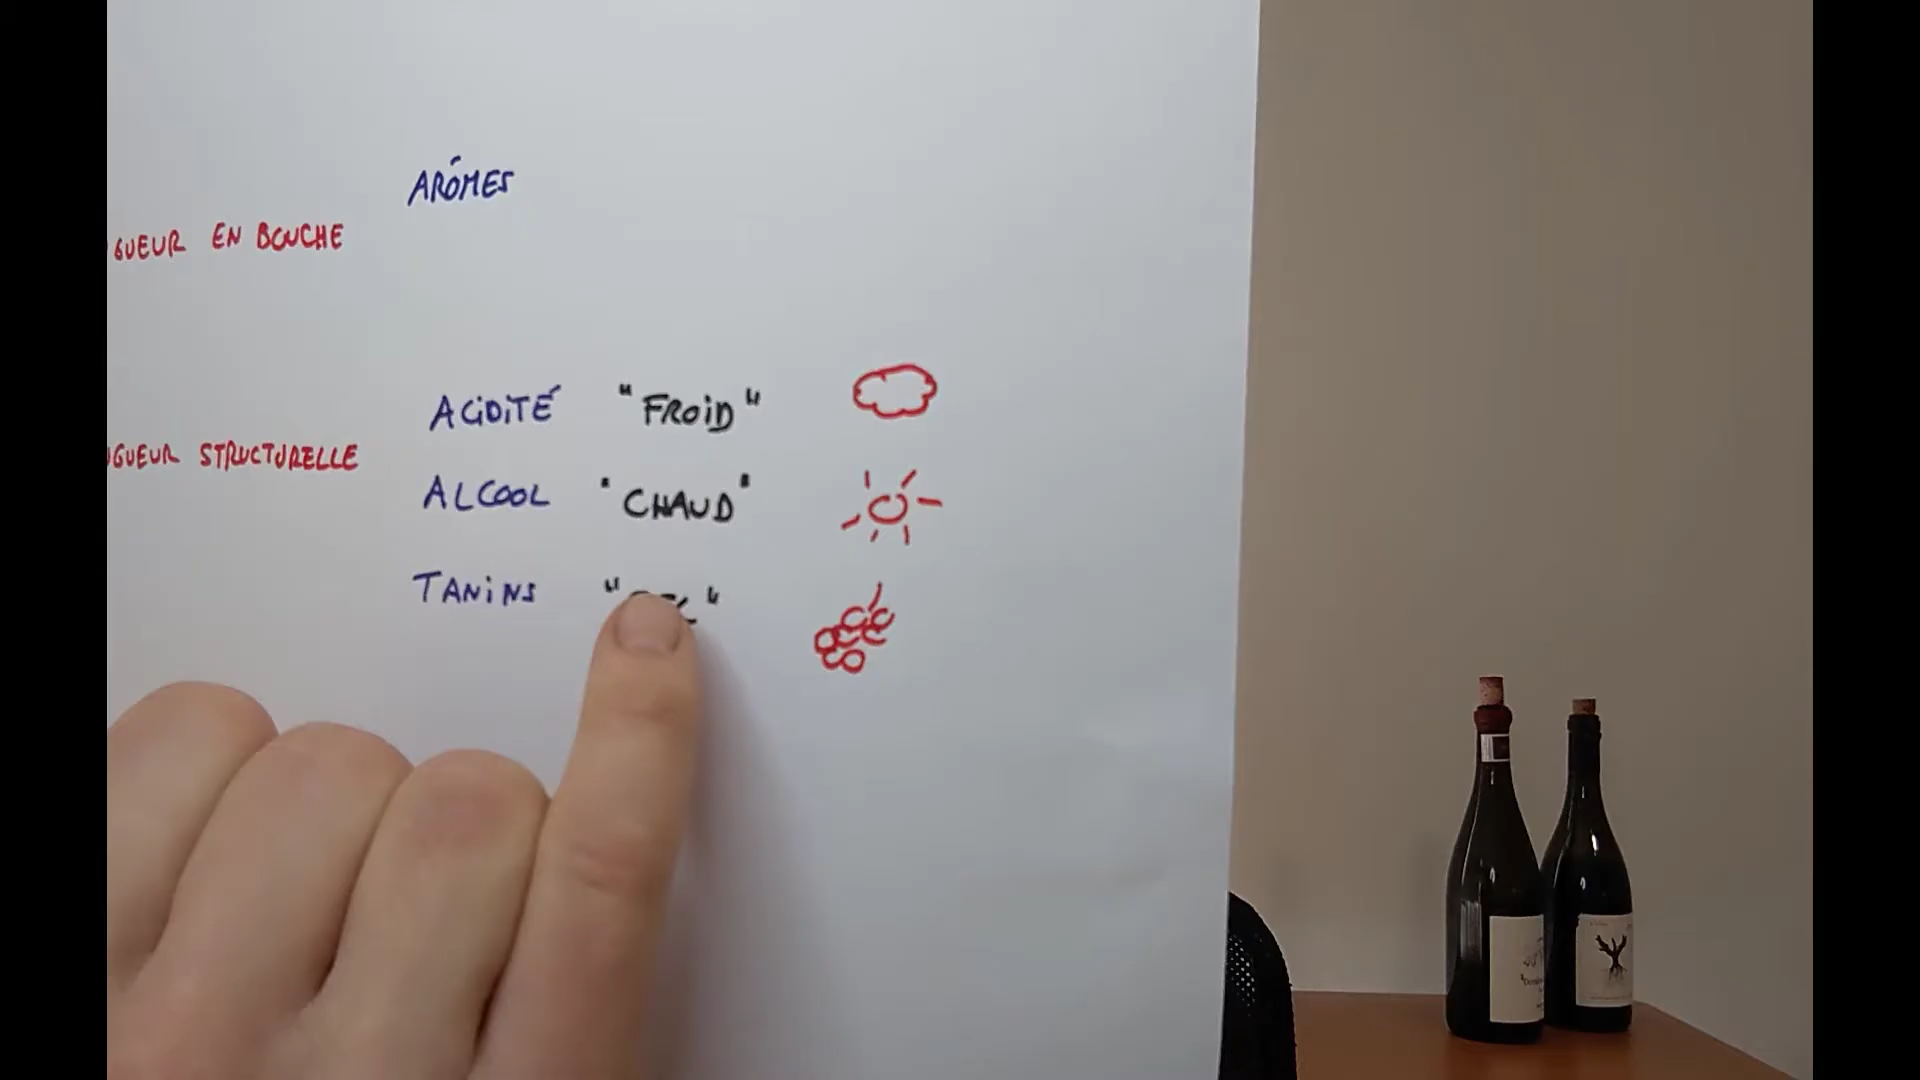 ARÔMES
GUEUR EN BOUCHE
ACIDITÉ "FROID"
GUEUR STRUCTURELLE
ALCOOL "CHAUD"
TANINS